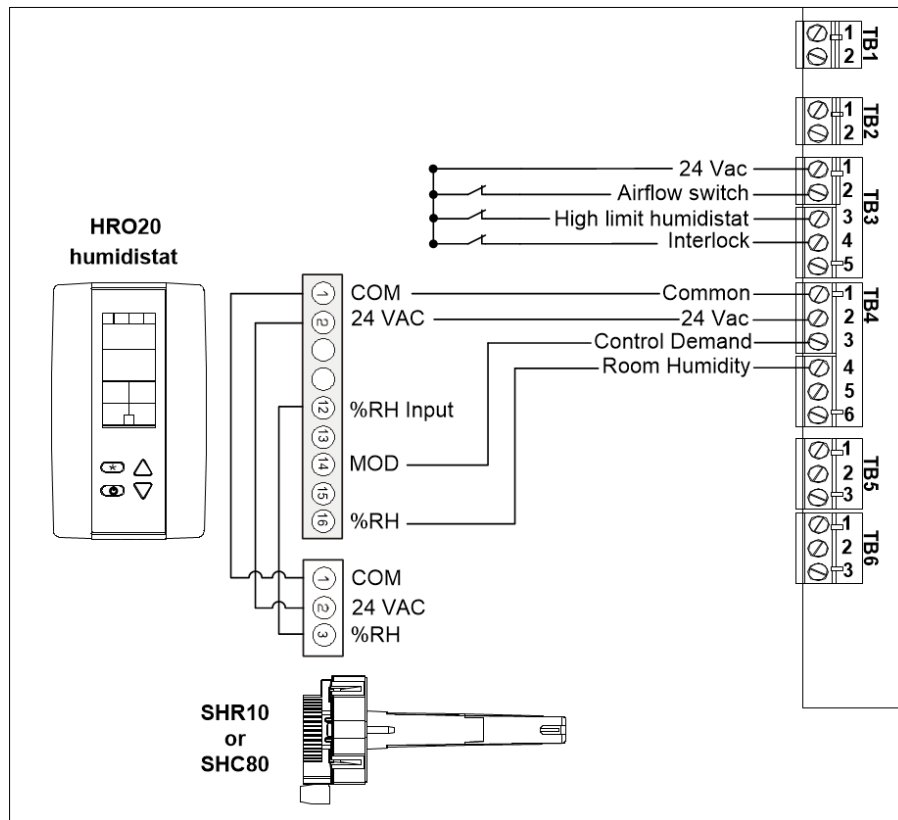 1
2
TB1
1
2
TB2
24 Vac
Airflow switch
High limit humidistat
Interlock
1
2
3
4
5
TB3
HRO20
humidistat
1 COM
2 24 VAC
12 %RH Input
13
14 MOD
15
16 %RH
Common
24 Vac
Control Demand
Room Humidity
1
2
3
4
5
6
TB4
1
2
3
TB5
1
2
3
TB6
1 COM
2 24 VAC
3 %RH
SHR10
or
SHC80